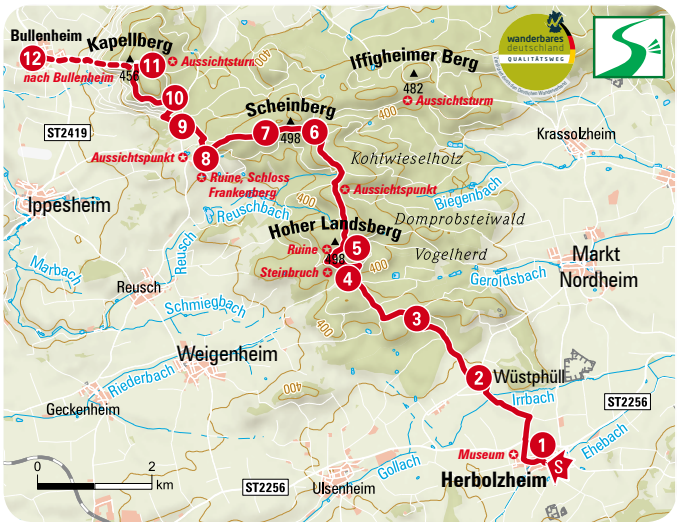 Bullenheim
12
nach Bullenheim
Kapellberg
456
11
Aussichtsturm
10
9
ST2419
Aussichtspunkt
8
Ruine, Schloss
Frankenberg
Scheinberg
7
498
6
400
Iffigheimer Berg
482
Aussichtsturm
400
400
wanderbares
deutschland
QUALITÄTSWEG
Krassolzheim
Kohlwieselholz
Aussichtspunkt
Biegenbach
Ippesheim
Reuschbach
Reusch
Domprobsteiwald
Hoher Landsberg
Ruine
498
5
Vogelherd
Steinbruch
4
400
Geroldsbach
Markt
Nordheim
Marbach
Reusch
Schmiegbach
400
3
Weigenheim
Riederbach
400
2
Wüstphül
Irrbach
ST2256
Geckenheim
Museum
1
S
Ehebach
Herbolzheim
Gollach
0
2
km
ST2256
Ulsenheim